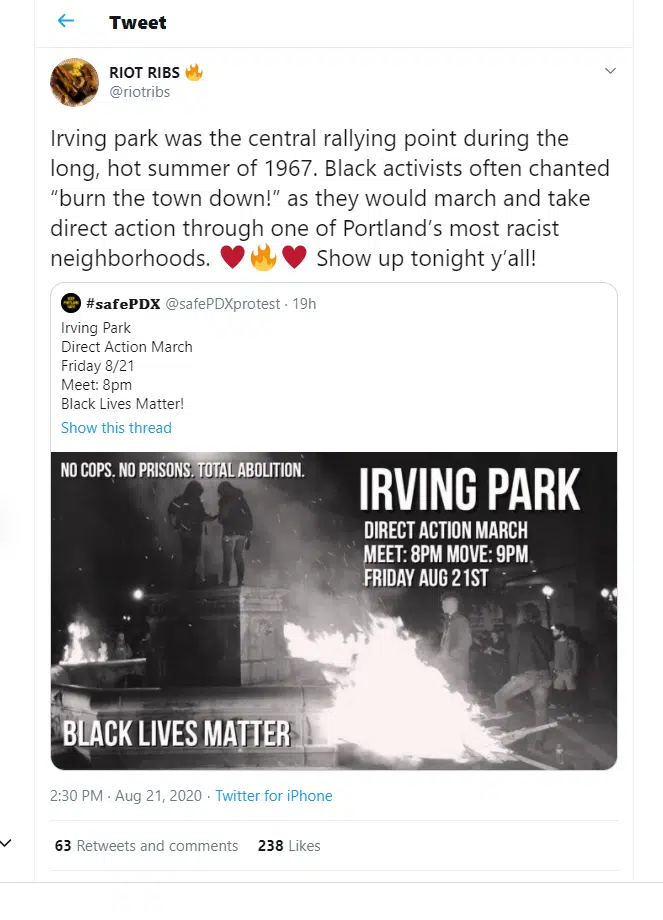 Tweet
RIOT RIBS 🔥
@riotribs
Irving park was the central rallying point during the
long, hot summer of 1967. Black activists often chanted
“burn the town down!” as they would march and take
direct action through one of Portland’s most racist
neighborhoods. ♥️🔥♥️ Show up tonight y’all!
#safePDX @safePDXprotest · 19h
Irving Park
Direct Action March
Friday 8/21
Meet: 8pm
Black Lives Matter!
Show this thread
NO COPS. NO PRISONS. TOTAL ABOLITION.
IRVING PARK
DIRECT ACTION MARCH
MEET: 8PM MOVE: 9PM
FRIDAY AUG 21ST
BLACK LIVES MATTER
2:30 PM · Aug 21, 2020 · Twitter for iPhone
63 Retweets and comments 238 Likes